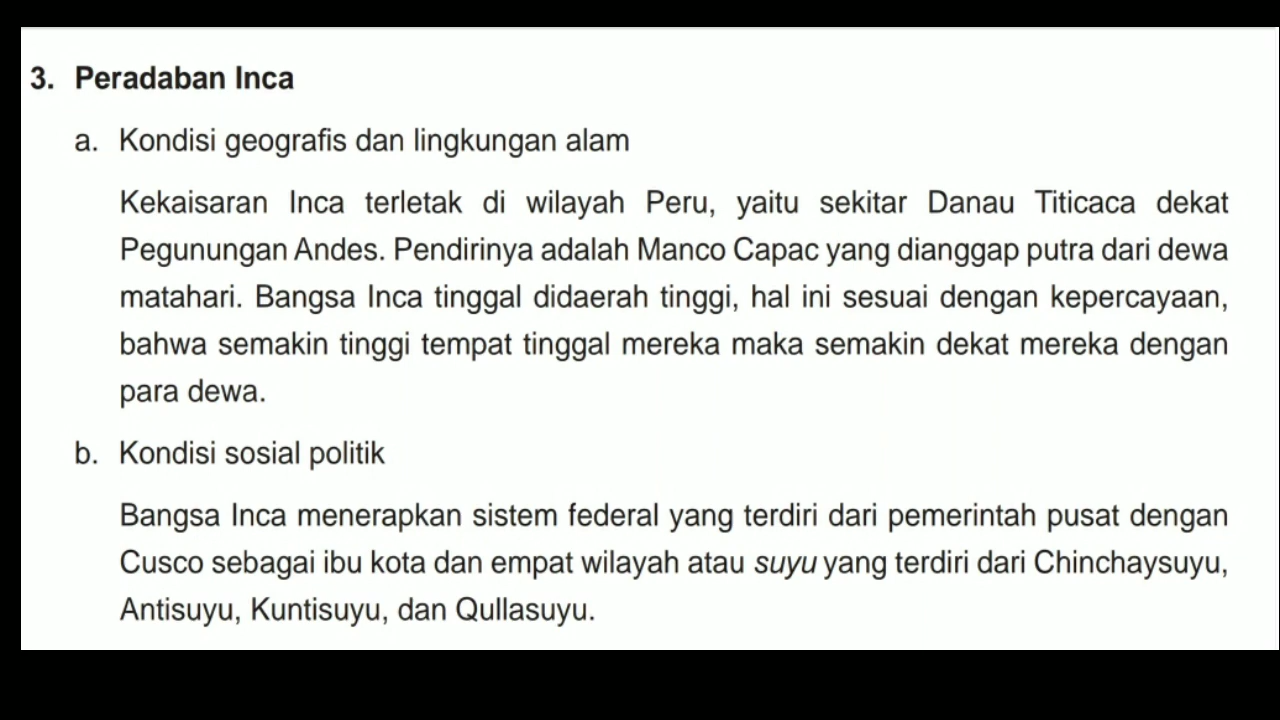 3. Peradaban Inca
a. Kondisi geografis dan lingkungan alam
Kekaisaran Inca terletak di wilayah Peru, yaitu sekitar Danau Titicaca dekat
Pegunungan Andes. Pendirinya adalah Manco Capac yang dianggap putra dari dewa
matahari. Bangsa Inca tinggal didaerah tinggi, hal ini sesuai dengan kepercayaan,
bahwa semakin tinggi tempat tinggal mereka maka semakin dekat mereka dengan
para dewa.
b. Kondisi sosial politik
Bangsa Inca menerapkan sistem federal yang terdiri dari pemerintah pusat dengan
Cusco sebagai ibu kota dan empat wilayah atau suyu yang terdiri dari Chinchaysuyu,
Antisuyu, Kuntisuyu, dan Qullasuyu.